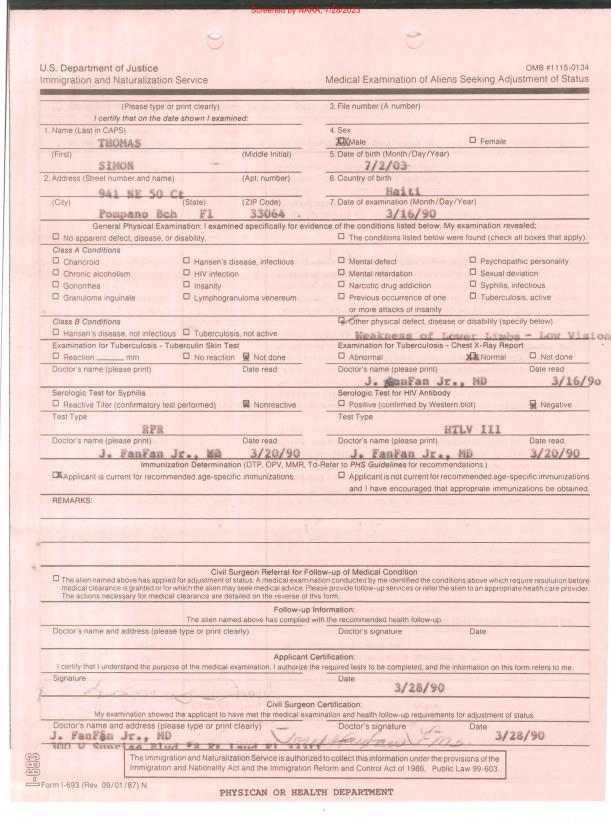 Screened by NARA, 7/28/2023
U.S. Department of Justice
Immigration and Naturalization Service
OMB #1115-0134
Medical Examination of Aliens Seeking Adjustment of Status
(Please type or print clearly)
I certify that on the date shown I examined:
3. File number (A number)
1. Name (Last in CAPS)
THOMAS
4. Sex
Male
Female
(First) (Middle Initial)
SIMON
5. Date of birth (Month/Day/Year)
7/2/03
2. Address (Street number and name) (Apt. number)
941 NE 50 Ct
6. Country of birth
Haiti
(City) (State) (ZIP Code)
Pompano Bch Fl 33064
7. Date of examination (Month/Day/Year)
3/16/90
General Physical Examination: I examined specifically for evidence of the conditions listed below. My examination revealed;
No apparent defect, disease, or disability.
The conditions listed below were found (check all boxes that apply).
Class A Conditions
Chancroid
Hansen's disease, infectious
Mental defect
Psychopathic personality
Chronic alcoholism
HIV infection
Mental retardation
Sexual deviation
Gonorrhea
Insanity
Narcotic drug addiction
Syphilis, infectious
Granuloma inguinale
Lymphogranuloma venereum
Previous occurrence of one
or more attacks of insanity
Tuberculosis, active
Class B Conditions
Other physical defect, disease or disability (specify below)
Hansen's disease, not infectious
Tuberculosis, not active
Weakness of Lower Limbs - Low Vision
Examination for Tuberculosis - Tuberculin Skin Test
Reaction ____ mm
No reaction
Not done
Examination for Tuberculosis - Chest X-Ray Report
Abnormal
Normal
Not done
Doctor's name (please print) Date read
Doctor's name (please print) Date read
J. FanFan Jr., MD 3/16/90
Serologic Test for Syphilis
Reactive Titer (confirmatory test performed)
Nonreactive
Serologic Test for HIV Antibody
Positive (confirmed by Western blot)
Negative
Test Type
RPR
Test Type
HTLV III
Doctor's name (please print) Date read
J. FanFan Jr., MD 3/20/90
Doctor's name (please print) Date read
J. FanFan Jr., MD 3/20/90
Immunization Determination (DTP, OPV, MMR, Td-Refer to PHS Guidelines for recommendations.)
Applicant is current for recommended age-specific immunizations.
Applicant is not current for recommended age-specific immunizations
and I have encouraged that appropriate immunizations be obtained.
REMARKS:
Civil Surgeon Referral for Follow-up of Medical Condition
The alien named above has applied for adjustment of status. A medical examination conducted by me identified the conditions above which require resolution before
medical clearance is granted or for which the alien may seek medical advice. Please provide follow-up services or refer the alien to an appropriate health care provider.
The actions necessary for medical clearance are detailed on the reverse of this form.
Follow-up Information:
The alien named above has complied with the recommended health follow-up.
Doctor's name and address (please type or print clearly) Doctor's signature Date
Applicant Certification:
I certify that I understand the purpose of the medical examination, I authorize the required tests to be completed, and the information on this form refers to me.
Signature Date
3/28/90
Civil Surgeon Certification:
My examination showed the applicant to have met the medical examination and health follow-up requirements for adjustment of status.
Doctor's name and address (please type or print clearly) Doctor's signature Date
J. FanFan Jr., MD 3/28/90
The Immigration and Naturalization Service is authorized to collect this information under the provisions of the
Immigration and Nationality Act and the Immigration Reform and Control Act of 1986, Public Law 99-603.
Form I-693 (Rev. 09/01/87) N
PHYSICAN OR HEALTH DEPARTMENT